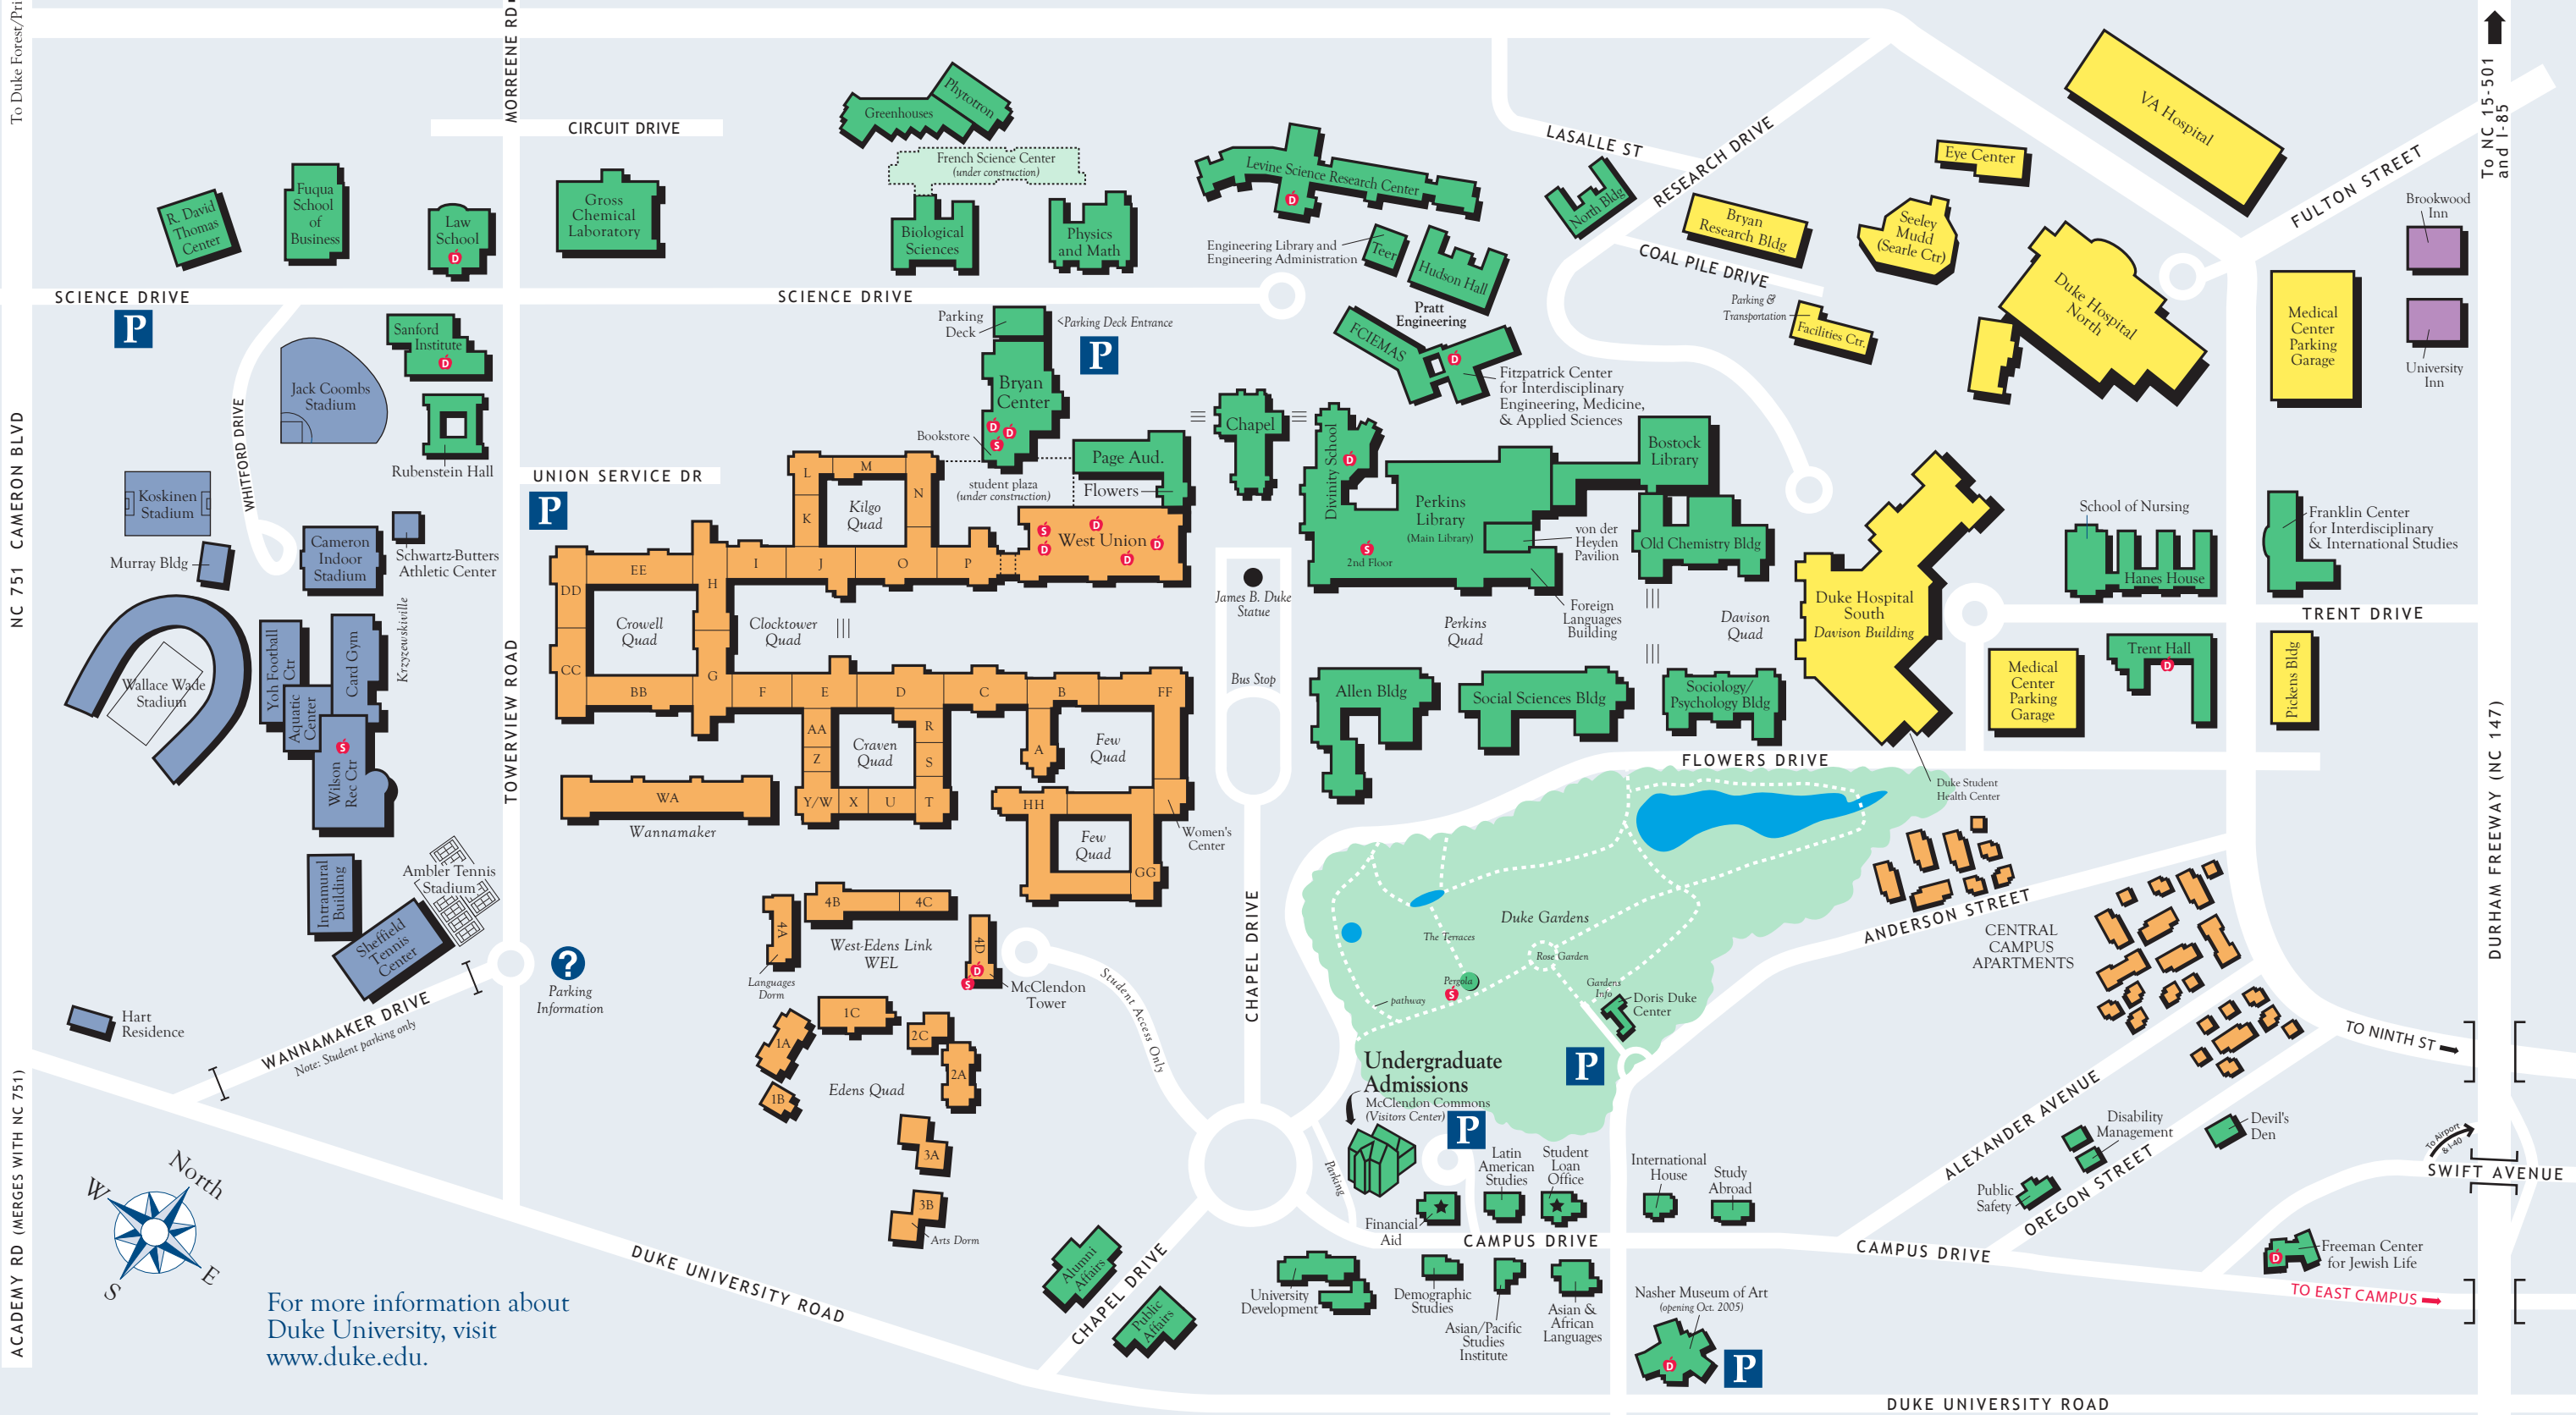 To Duke Forest/Pri
MORREENE RD
CIRCUIT DRIVE
Greenhouses
Phytotron
French Science Center
(under construction)
Levine Science Research Center
D
LASALLE ST
RESEARCH DRIVE
North Bldg
Eye Center
VA Hospital
FULTON STREET
To NC 15-501
and I-85
Brookwood
Inn
University
Inn
R. David
Thomas
Center
Fuqua
School
of
Business
Law
School
D
Gross
Chemical
Laboratory
Biological
Sciences
Physics
and Math
Engineering Library and
Engineering Administration
Teer
Hudson Hall
Bryan
Research Bldg
COAL PILE DRIVE
Seeley
Mudd
(Searle Ctr)
Duke Hospital
North
Medical
Center
Parking
Garage
SCIENCE DRIVE
P
SCIENCE DRIVE
Parking
Deck
<Parking Deck Entrance
P
Pratt
Engineering
FCIEMAS
D
Fitzpatrick Center
for Interdisciplinary
Engineering, Medicine,
& Applied Sciences
Parking &
Transportation
Facilities Ctr.
Sanford
Institute
D
Jack Coombs
Stadium
WHITFORD DRIVE
Rubenstein Hall
NC 751 CAMERON BLVD
Bryan
Center
D
D
S
Bookstore
Page Aud.
Flowers
student plaza
(under construction)
Chapel
Divinity School
D
Perkins
Library
(Main Library)
S
2nd Floor
Bostock
Library
von der
Heyden
Pavilion
Old Chemistry Bldg
Foreign
Languages
Building
UNION SERVICE DR
P
L
M
N
K
Kilgo
Quad
Koskinen
Stadium
Murray Bldg
Cameron
Indoor
Stadium
Schwartz-Butters
Athletic Center
DD
EE
H
I
J
O
P
West Union
S
D
D
D
D
School of Nursing
Hanes House
Franklin Center
for Interdisciplinary
& International Studies
James B. Duke
Statue
Crowell
Quad
Clocktower
Quad
Perkins
Quad
Davison
Quad
Duke Hospital
South
Davison Building
TRENT DRIVE
Wallace Wade
Stadium
Yoh Football
Ctr
Card Gym
Krzyzewskiville
Aquatic
Center
Wilson
Rec Ctr
S
TOWERVIEW ROAD
CC
BB
G
F
E
D
C
B
FF
Bus Stop
Allen Bldg
Social Sciences Bldg
Sociology/
Psychology Bldg
Medical
Center
Parking
Garage
Trent Hall
D
Pickens Bldg
DURHAM FREEWAY (NC 147)
AA
Z
Craven
Quad
R
S
A
Few
Quad
FLOWERS DRIVE
Duke Student
Health Center
WA
Wannamaker
Y/W
X
U
T
HH
Women's
Center
Few
Quad
GG
Intramural
Building
Ambler Tennis
Stadium
Sheffield
Tennis
Center
4A
4B
4C
4D
West-Edens Link
WEL
Languages
Dorm
D
S
McClendon
Tower
CHAPEL DRIVE
Student Access Only
Duke Gardens
The Terraces
Rose Garden
Pergola
S
pathway
Gardens
Info
Doris Duke
Center
ANDERSON STREET
CENTRAL
CAMPUS
APARTMENTS
?
Parking
Information
Hart
Residence
WANNAMAKER DRIVE
Note: Student parking only
1A
1B
1C
2C
2A
Edens Quad
3A
3B
Arts Dorm
TO NINTH ST
P
Undergraduate
Admissions
McClendon Commons
(Visitors Center)
P
Parking
Latin
American
Studies
Student
Loan
Office
Financial
Aid
International
House
Study
Abroad
ALEXANDER AVENUE
Disability
Management
Devil's
Den
OREGON STREET
Public
Safety
To Airport
& I-40
SWIFT AVENUE
ACADEMY RD (MERGES WITH NC 751)
North
W
E
S
DUKE UNIVERSITY ROAD
Alumni
Affairs
CHAPEL DRIVE
Public
Affairs
CAMPUS DRIVE
CAMPUS DRIVE
University
Development
Demographic
Studies
Asian/Pacific
Studies
Institute
Asian &
African
Languages
Nasher Museum of Art
(opening Oct. 2005)
D
P
D
Freeman Center
for Jewish Life
TO EAST CAMPUS
For more information about
Duke University, visit
www.duke.edu.
DUKE UNIVERSITY ROAD